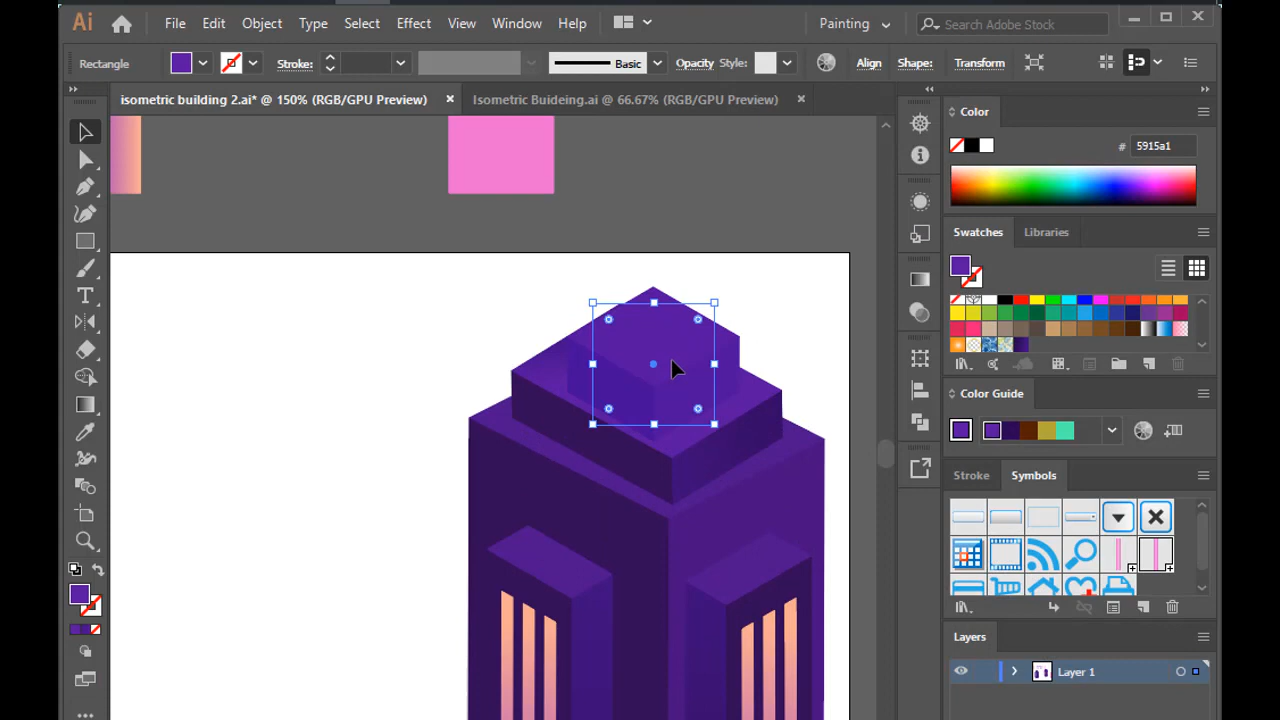 Ai File Edit Object Type Select Effect View Window Help Painting Search Adobe Stock
Rectangle Stroke: Basic Opacity Style: Align Shape: Transform
isometric building 2.ai* @ 150% (RGB/GPU Preview) × Isometric Buideing.ai @ 66.67% (RGB/GPU Preview) ×
Color
# 5915a1
Swatches Libraries
Color Guide
Stroke Symbols
Layers
Layer 1